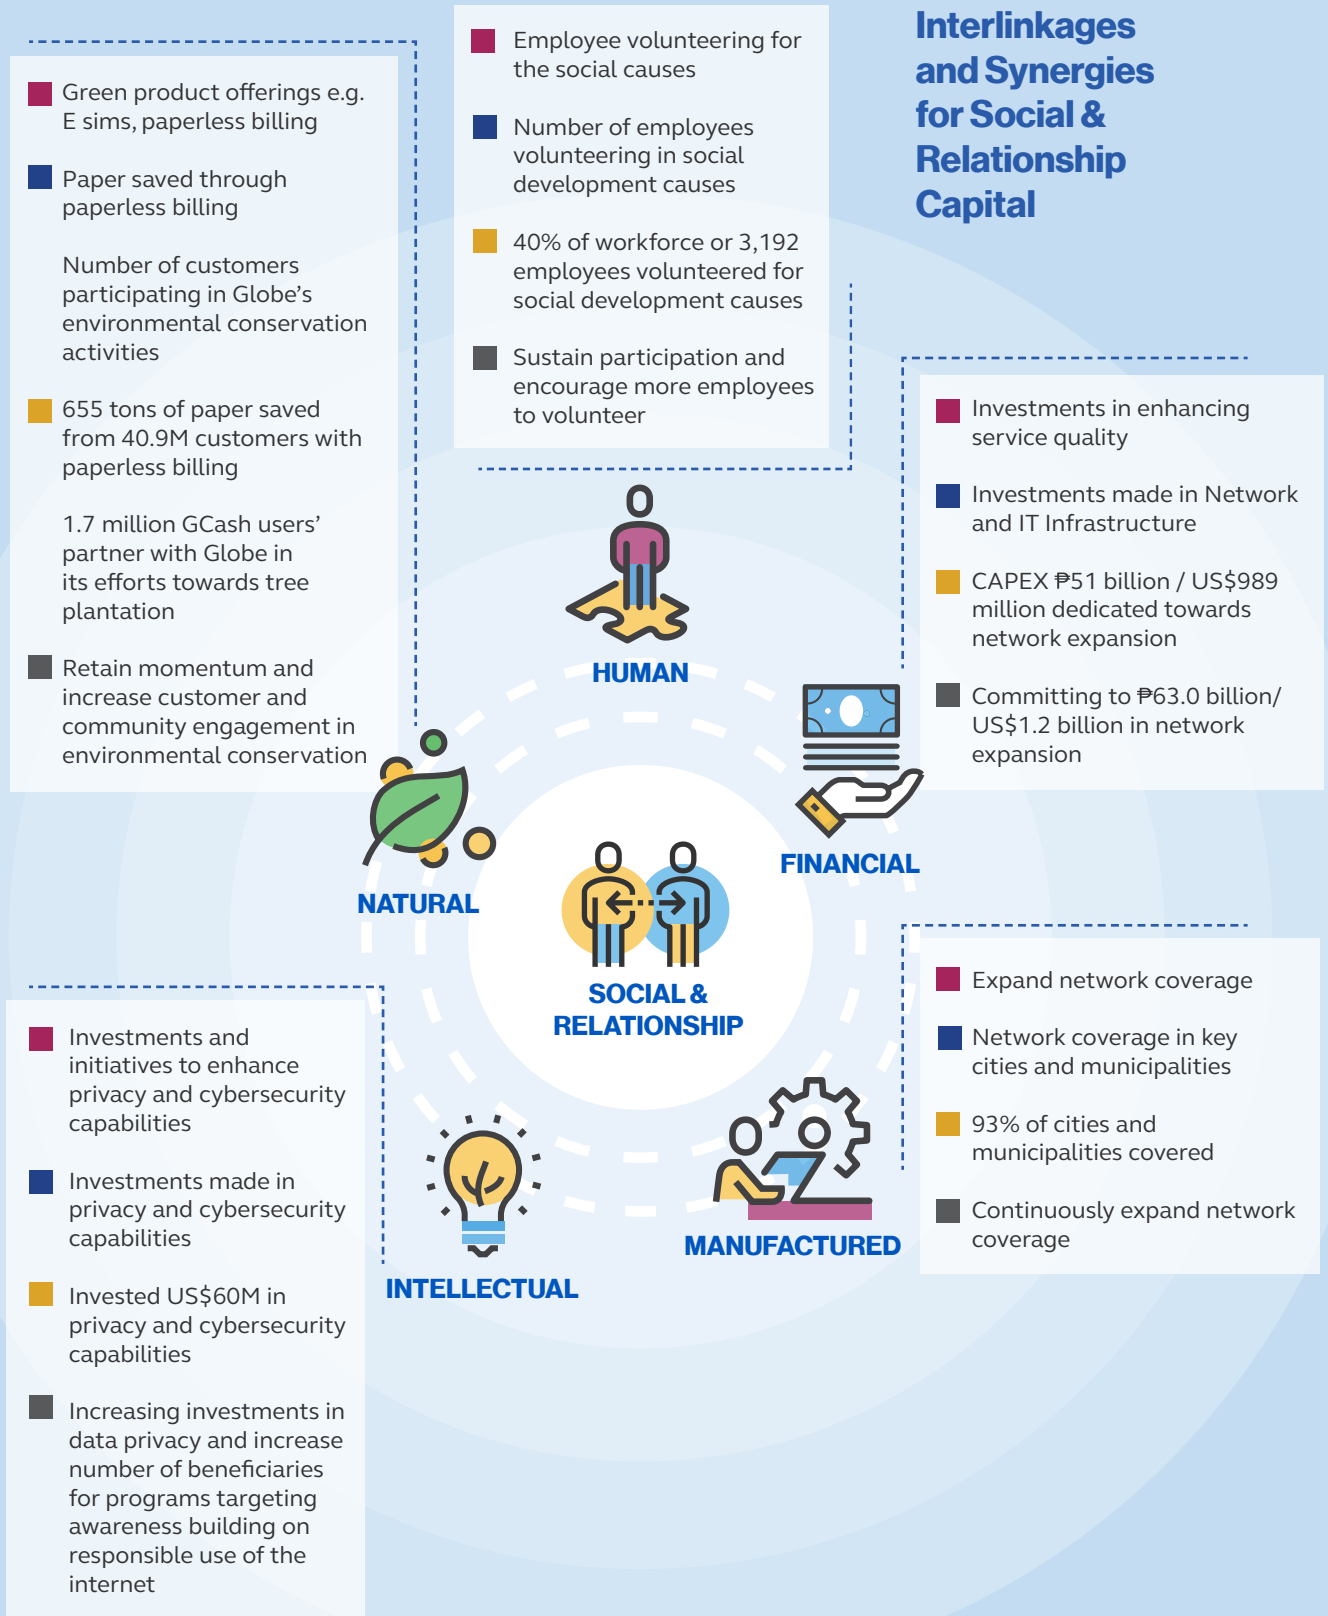 Interlinkages
and Synergies
for Social &
Relationship
Capital
Green product offerings e.g.
E sims, paperless billing
Paper saved through
paperless billing
Number of customers
participating in Globe's
environmental conservation
activities
655 tons of paper saved
from 40.9M customers with
paperless billing
1.7 million GCash users'
partner with Globe in
its efforts towards tree
plantation
Retain momentum and
increase customer and
community engagement in
environmental conservation
Employee volunteering for
the social causes
Number of employees
volunteering in social
development causes
40% of workforce or 3,192
employees volunteered for
social development causes
Sustain participation and
encourage more employees
to volunteer
Investments in enhancing
service quality
Investments made in Network
and IT Infrastructure
CAPEX ₱51 billion / US$989
million dedicated towards
network expansion
Committing to ₱63.0 billion/
US$1.2 billion in network
expansion
HUMAN
FINANCIAL
NATURAL
SOCIAL &
RELATIONSHIP
MANUFACTURED
INTELLECTUAL
Expand network coverage
Network coverage in key
cities and municipalities
93% of cities and
municipalities covered
Continuously expand network
coverage
Investments and
initiatives to enhance
privacy and cybersecurity
capabilities
Investments made in
privacy and cybersecurity
capabilities
Invested US$60M in
privacy and cybersecurity
capabilities
Increasing investments in
data privacy and increase
number of beneficiaries
for programs targeting
awareness building on
responsible use of the
internet